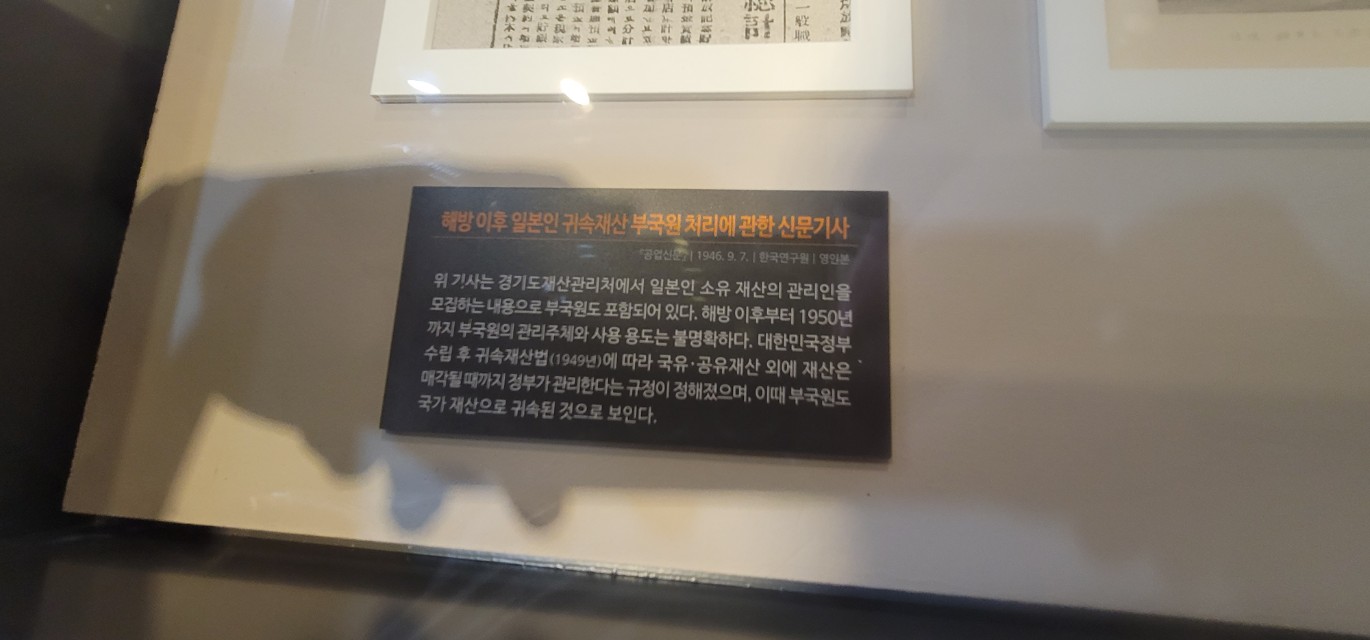 해방 이후 일본인 귀속재산 부국원 처리에 관한 신문기사
『공업신문』 | 1946. 9. 7. | 한국연구원 | 영인본
위 기사는 경기도재산관리처에서 일본인 소유 재산의 관리인을
모집하는 내용으로 부국원도 포함되어 있다. 해방 이후부터 1950년
까지 부국원의 관리주체와 사용 용도는 불명확하다. 대한민국정부
수립 후 귀속재산법(1949년)에 따라 국유·공유재산 외에 재산은
매각될 때까지 정부가 관리한다는 규정이 정해졌으며, 이때 부국원도
국가 재산으로 귀속된 것으로 보인다.